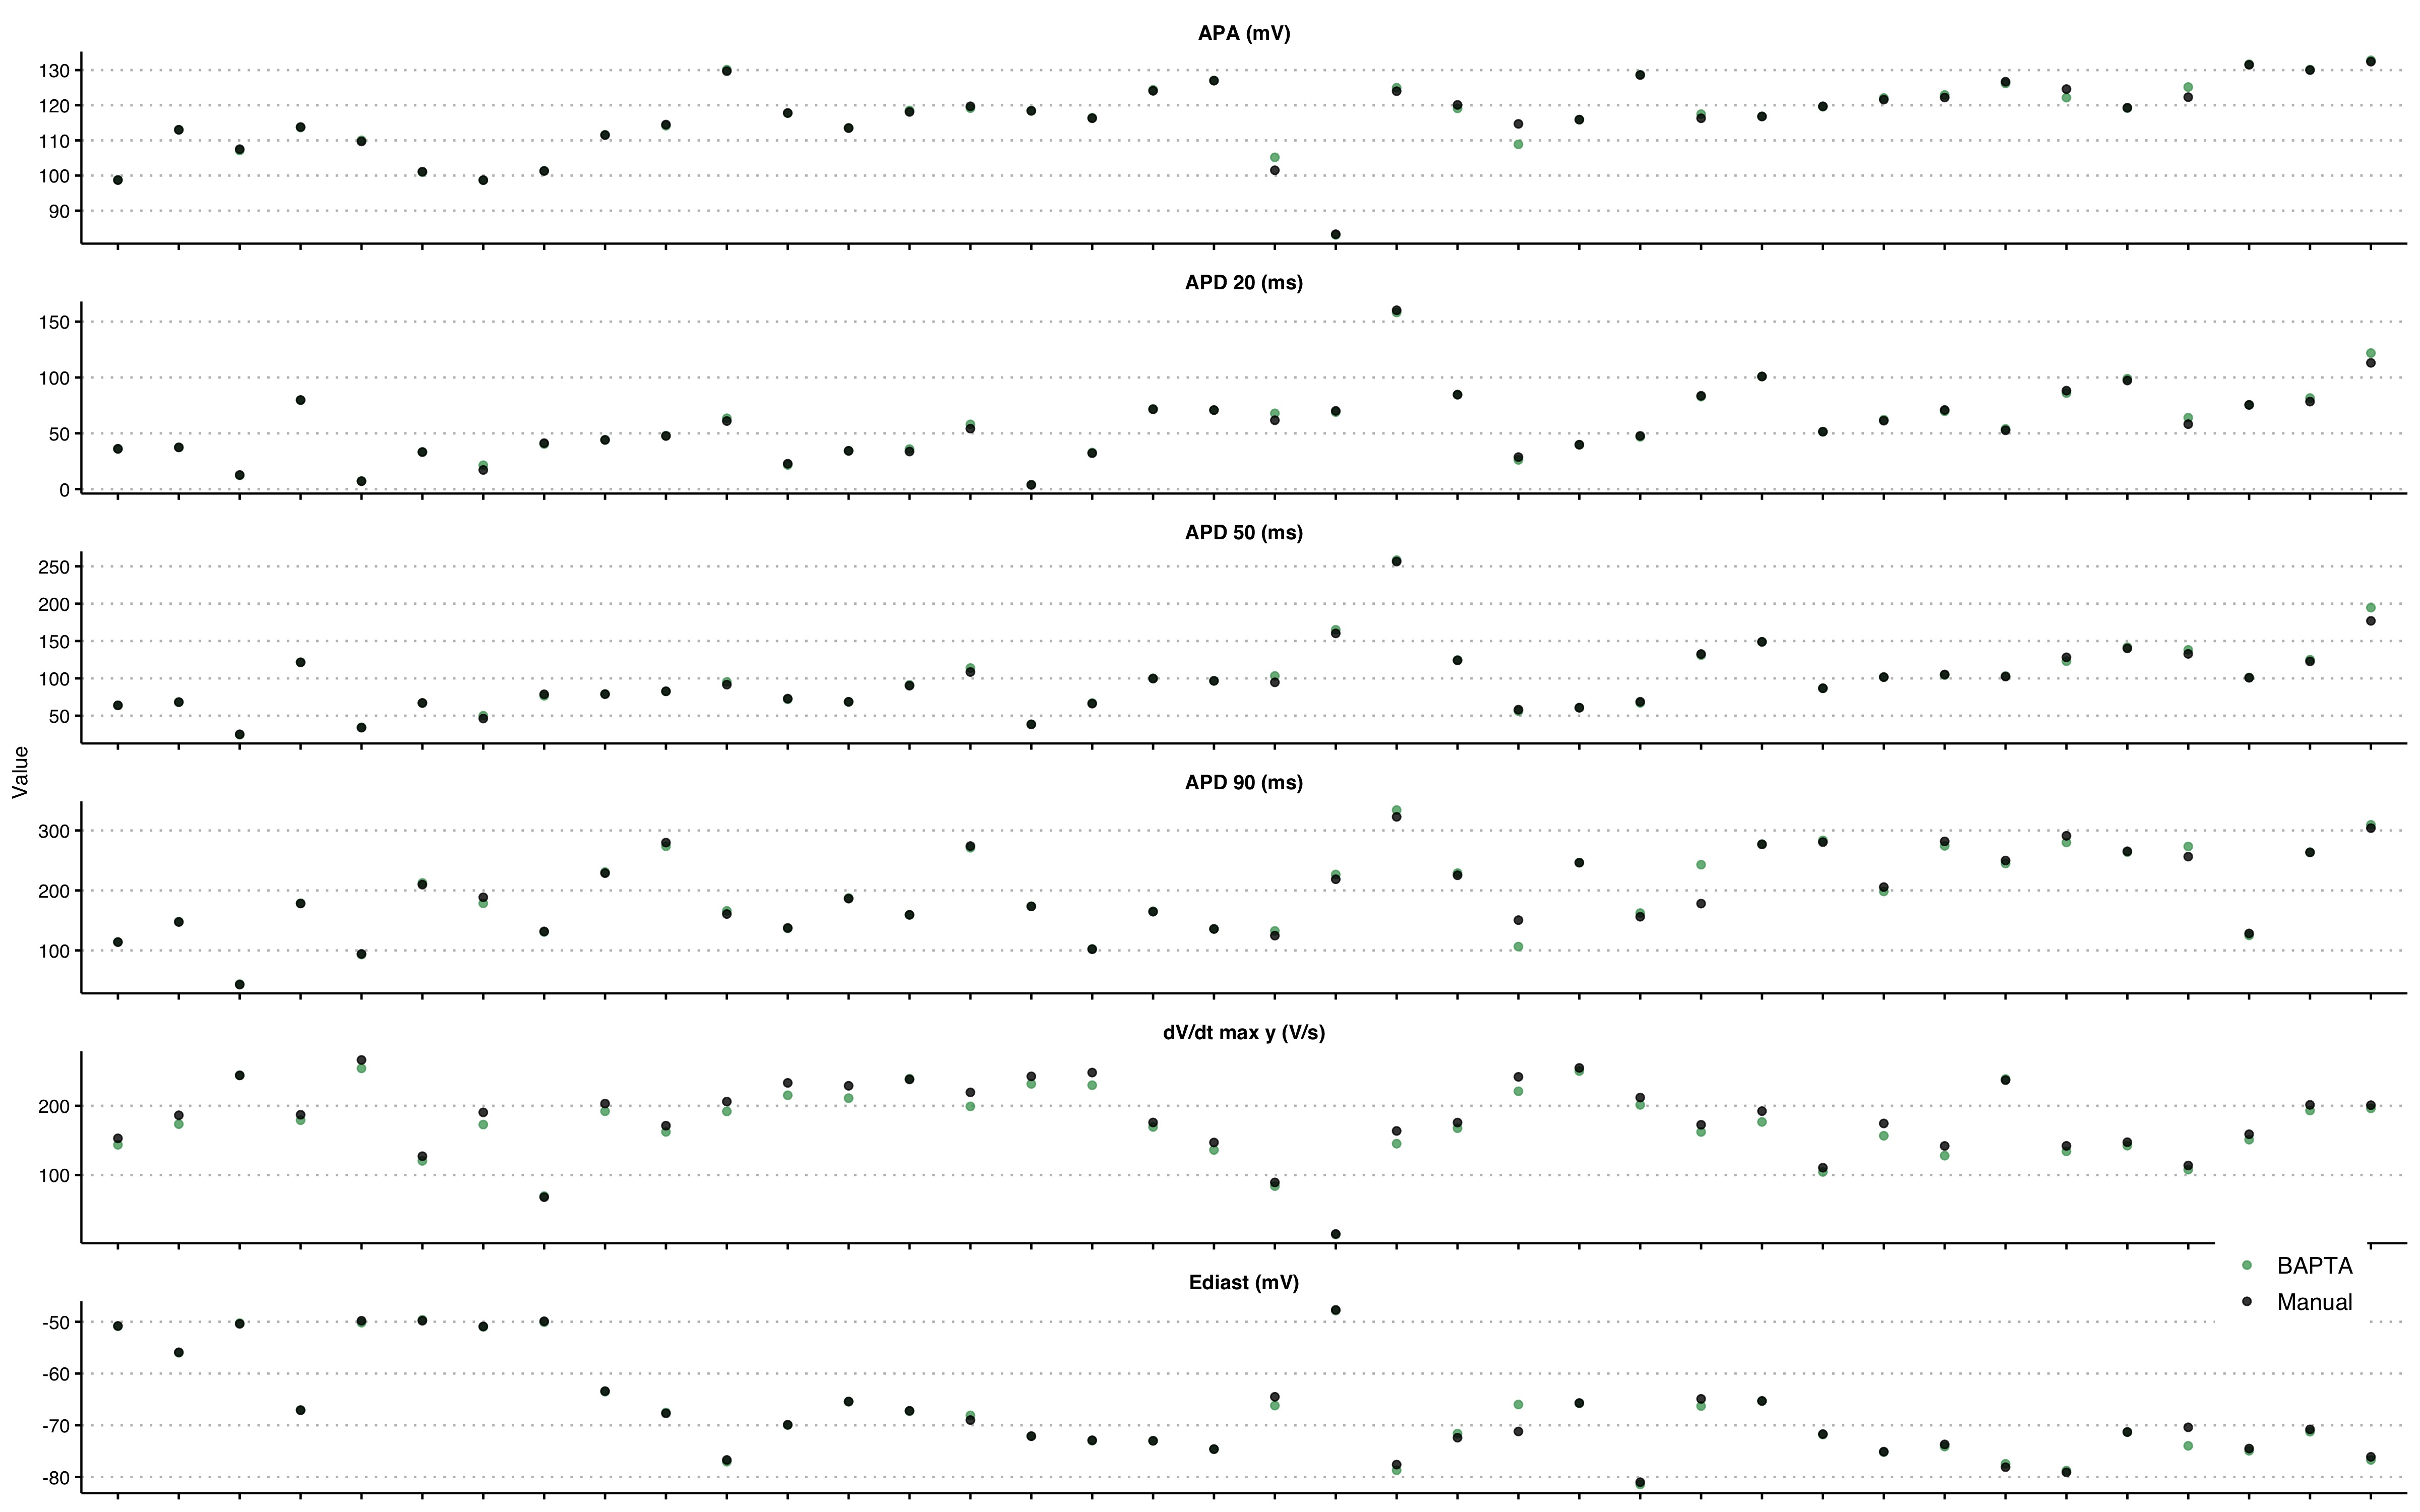 APA (mV)
130
120
110
100
90
APD 20 (ms)
150
100
50
0
APD 50 (ms)
250
200
150
100
50
Value
APD 90 (ms)
300
200
100
dV/dt max y (V/s)
200
100
BAPTA
Manual
Ediast (mV)
-50
-60
-70
-80